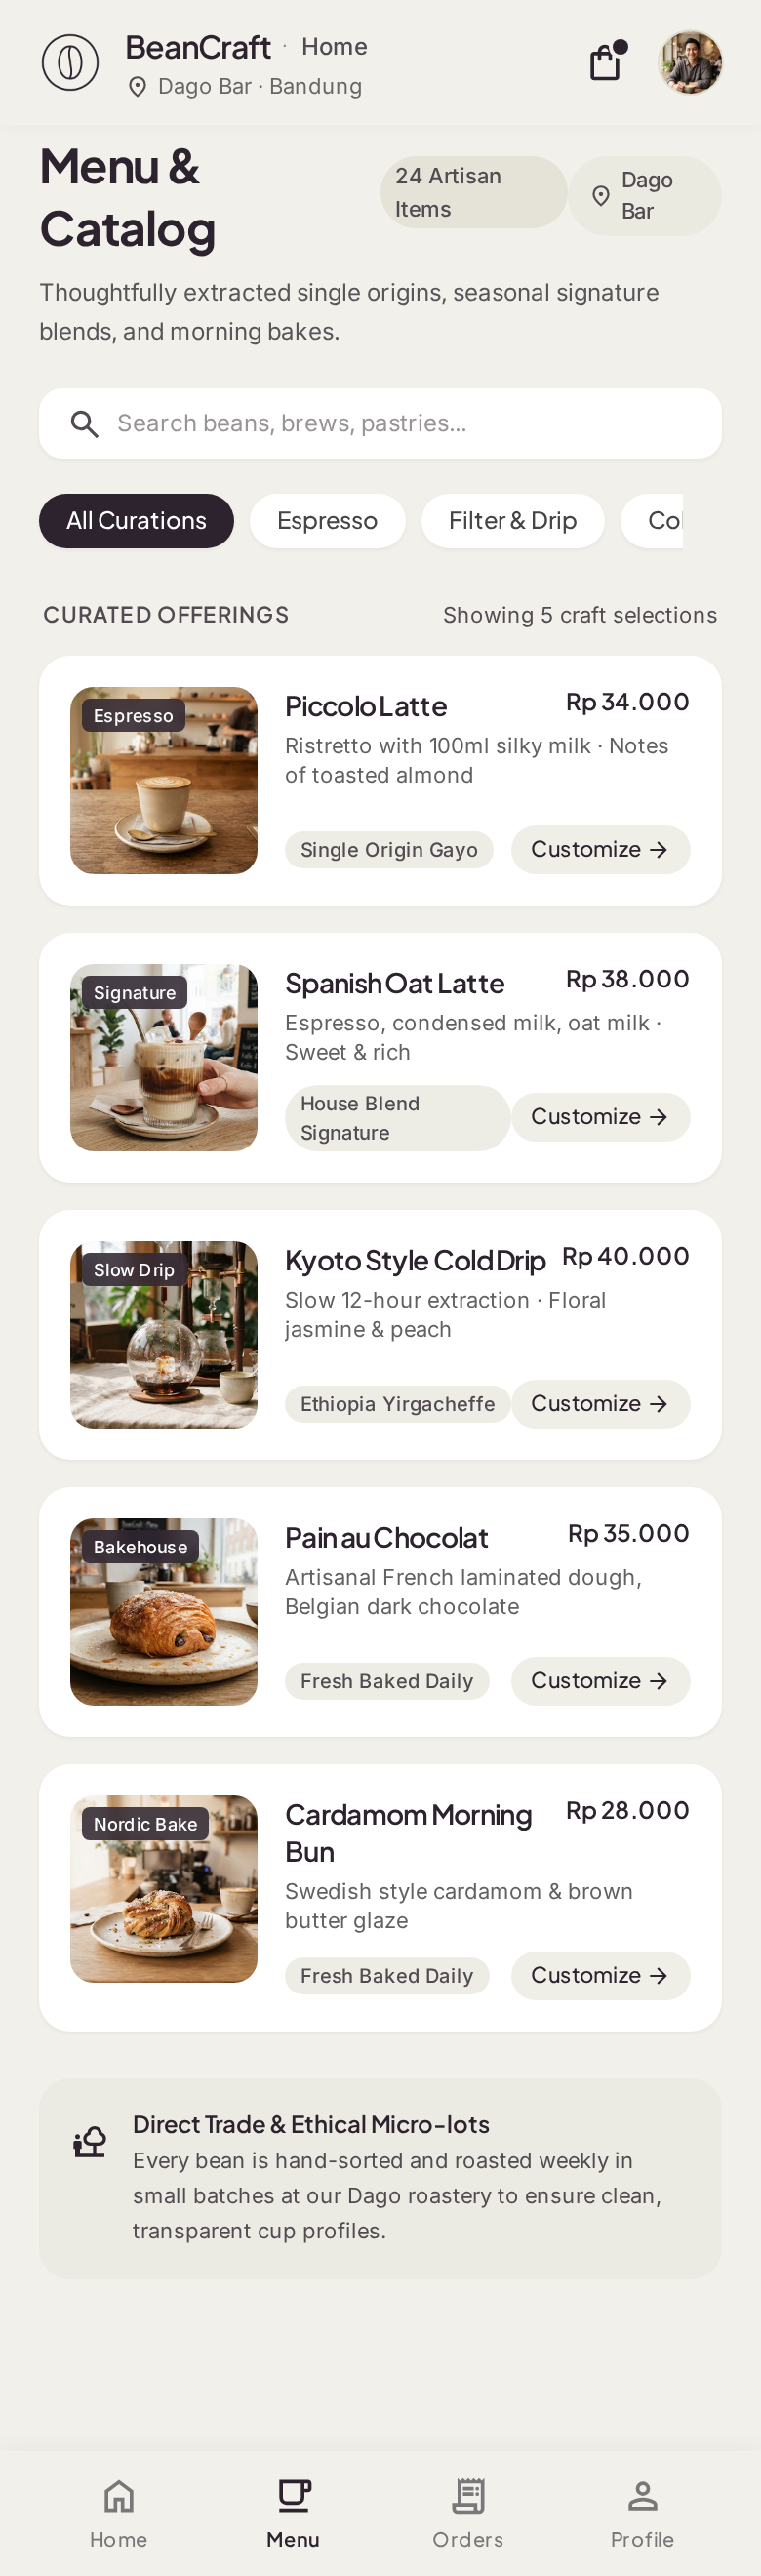 BeanCraft · Home
Dago Bar · Bandung
Menu &
Catalog
24 Artisan
Items
Dago
Bar
Thoughtfully extracted single origins, seasonal signature
blends, and morning bakes.
Search beans, brews, pastries...
All Curations
Espresso
Filter & Drip
CURATED OFFERINGS
Showing 5 craft selections
Espresso
Piccolo Latte
Rp 34.000
Ristretto with 100ml silky milk · Notes
of toasted almond
Single Origin Gayo
Customize →
Signature
Spanish Oat Latte
Rp 38.000
Espresso, condensed milk, oat milk ·
Sweet & rich
House Blend
Signature
Customize →
Slow Drip
Kyoto Style Cold Drip
Rp 40.000
Slow 12-hour extraction · Floral
jasmine & peach
Ethiopia Yirgacheffe
Customize →
Bakehouse
Pain au Chocolat
Rp 35.000
Artisanal French laminated dough,
Belgian dark chocolate
Fresh Baked Daily
Customize →
Nordic Bake
Cardamom Morning
Bun
Rp 28.000
Swedish style cardamom & brown
butter glaze
Fresh Baked Daily
Customize →
Direct Trade & Ethical Micro-lots
Every bean is hand-sorted and roasted weekly in
small batches at our Dago roastery to ensure clean,
transparent cup profiles.
Home
Menu
Orders
Profile